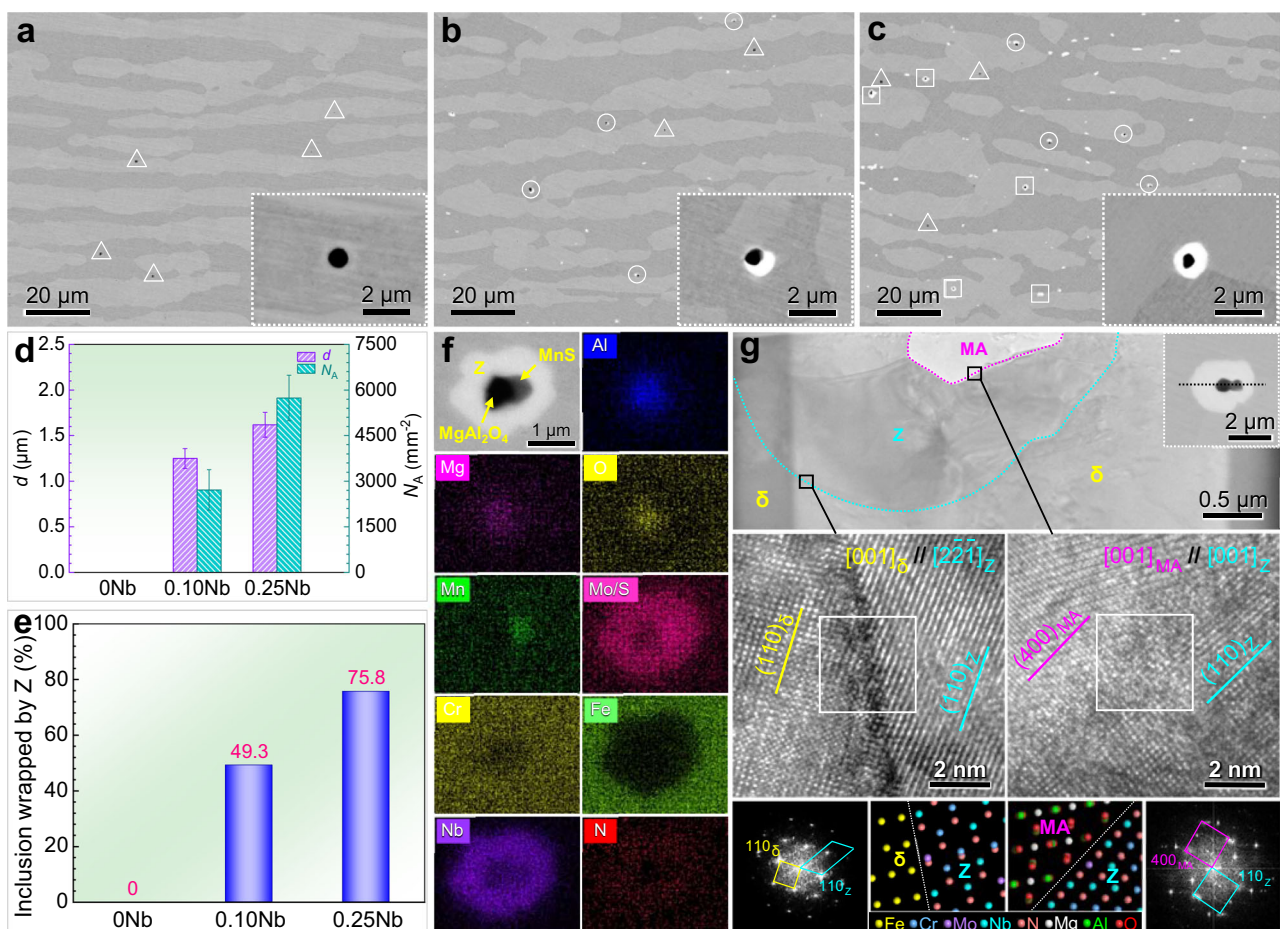 a
20 μm
2 μm
b
20 μm
2 μm
c
20 μm
2 μm
d
2.5
2.0
1.5
1.0
0.5
0.0
d (μm)
d
N_A
7500
6000
4500
3000
1500
0
N_A (mm⁻²)
0Nb
0.10Nb
0.25Nb
e
100
80
60
40
20
0
Inclusion wrapped by Z (%)
0
49.3
75.8
0Nb
0.10Nb
0.25Nb
f
Z
MnS
MgAl₂O₄
1 μm
Al
Mg
O
Mn
Mo/S
Cr
Fe
Nb
N
g
MA
Z
δ
δ
2 μm
0.5 μm
[001]δ // [22̄1̄]Z
(110)δ
(110)Z
2 nm
[001]MA // [001]Z
(400)MA
(110)Z
2 nm
110δ
110Z
δ
Z
MA
Z
Fe Cr Mo Nb N Mg Al O
110Z